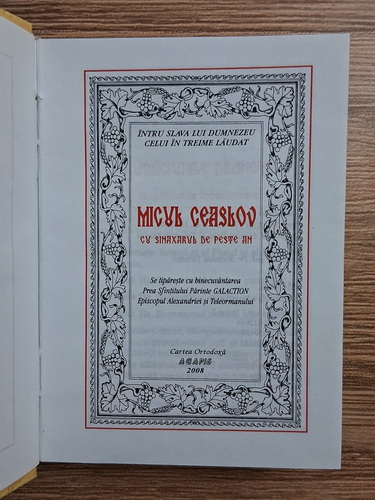 ÎNTRU SLAVA LUI DUMNEZEU
CELUI ÎN TREIME LĂUDAT
MICUL CEASLOV
CU SINAXARUL DE PESTE AN
Se tipărește cu binecuvântarea
Prea Sfințitului Părinte GALACTION
Episcopul Alexandriei și Teleormanului
Cartea Ortodoxă
AGAPIS
2008